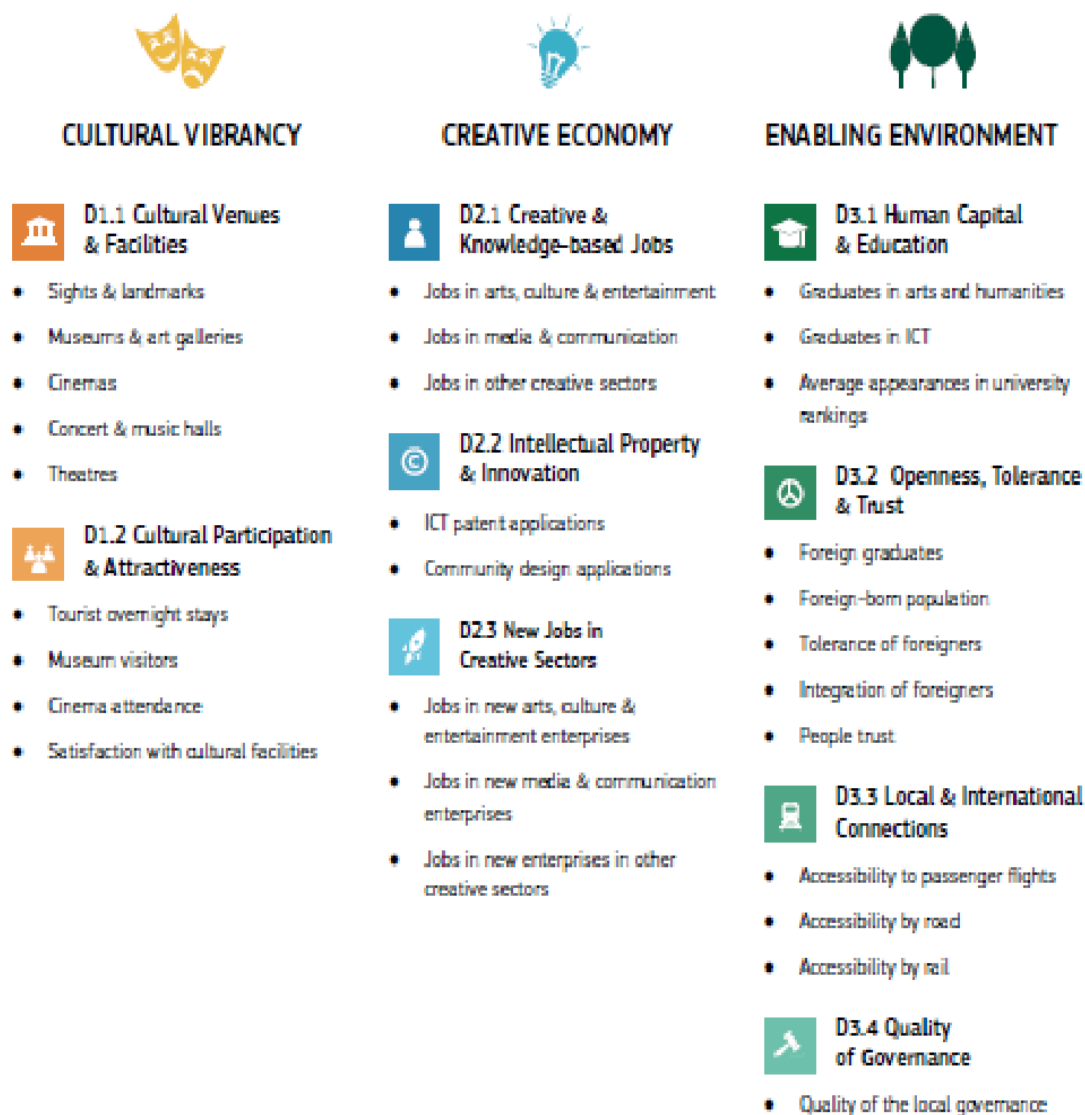 CULTURAL VIBRANCY
D1.1 Cultural Venues
& Facilities
• Sights & landmarks
• Museums & art galleries
• Cinemas
• Concert & music halls
• Theatres
D1.2 Cultural Participation
& Attractiveness
• Tourist overnight stays
• Museum visitors
• Cinema attendance
• Satisfaction with cultural facilities
CREATIVE ECONOMY
D2.1 Creative &
Knowledge-based Jobs
• Jobs in arts, culture & entertainment
• Jobs in media & communication
• Jobs in other creative sectors
D2.2 Intellectual Property
& Innovation
• ICT patent applications
• Community design applications
D2.3 New Jobs in
Creative Sectors
• Jobs in new arts, culture &
entertainment enterprises
• Jobs in new media & communication
enterprises
• Jobs in new enterprises in other
creative sectors
ENABLING ENVIRONMENT
D3.1 Human Capital
& Education
• Graduates in arts and humanities
• Graduates in ICT
• Average appearances in university
rankings
D3.2 Openness, Tolerance
& Trust
• Foreign graduates
• Foreign-born population
• Tolerance of foreigners
• Integration of foreigners
• People trust
D3.3 Local & International
Connections
• Accessibility to passenger flights
• Accessibility by road
• Accessibility by rail
D3.4 Quality
of Governance
• Quality of the local governance